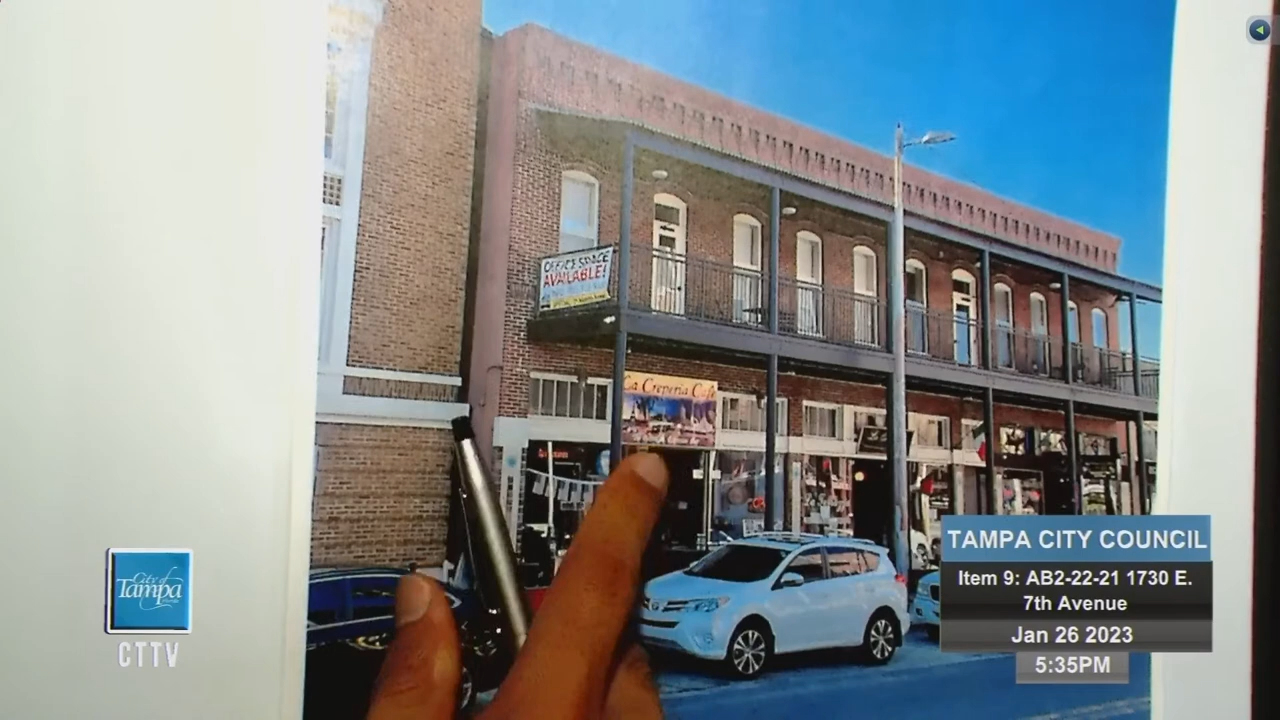 OFFICE SPACE
AVAILABLE!
La Creperia Cafe
TAMPA CITY COUNCIL
Item 9: AB2-22-21 1730 E.
7th Avenue
Jan 26 2023
5:35PM
City of
Tampa
CTTV